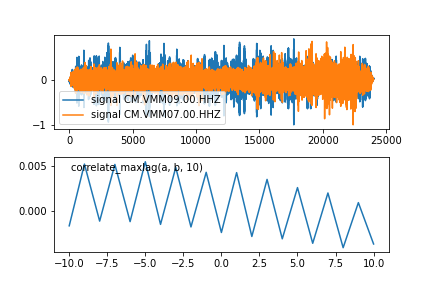 0
−1
signal CM.VMM09.00.HHZ
signal CM.VMM07.00.HHZ
0 5000 10000 15000 20000 25000
0.005
0.000
correlate_maxlag(a, b, 10)
−10.0 −7.5 −5.0 −2.5 0.0 2.5 5.0 7.5 10.0